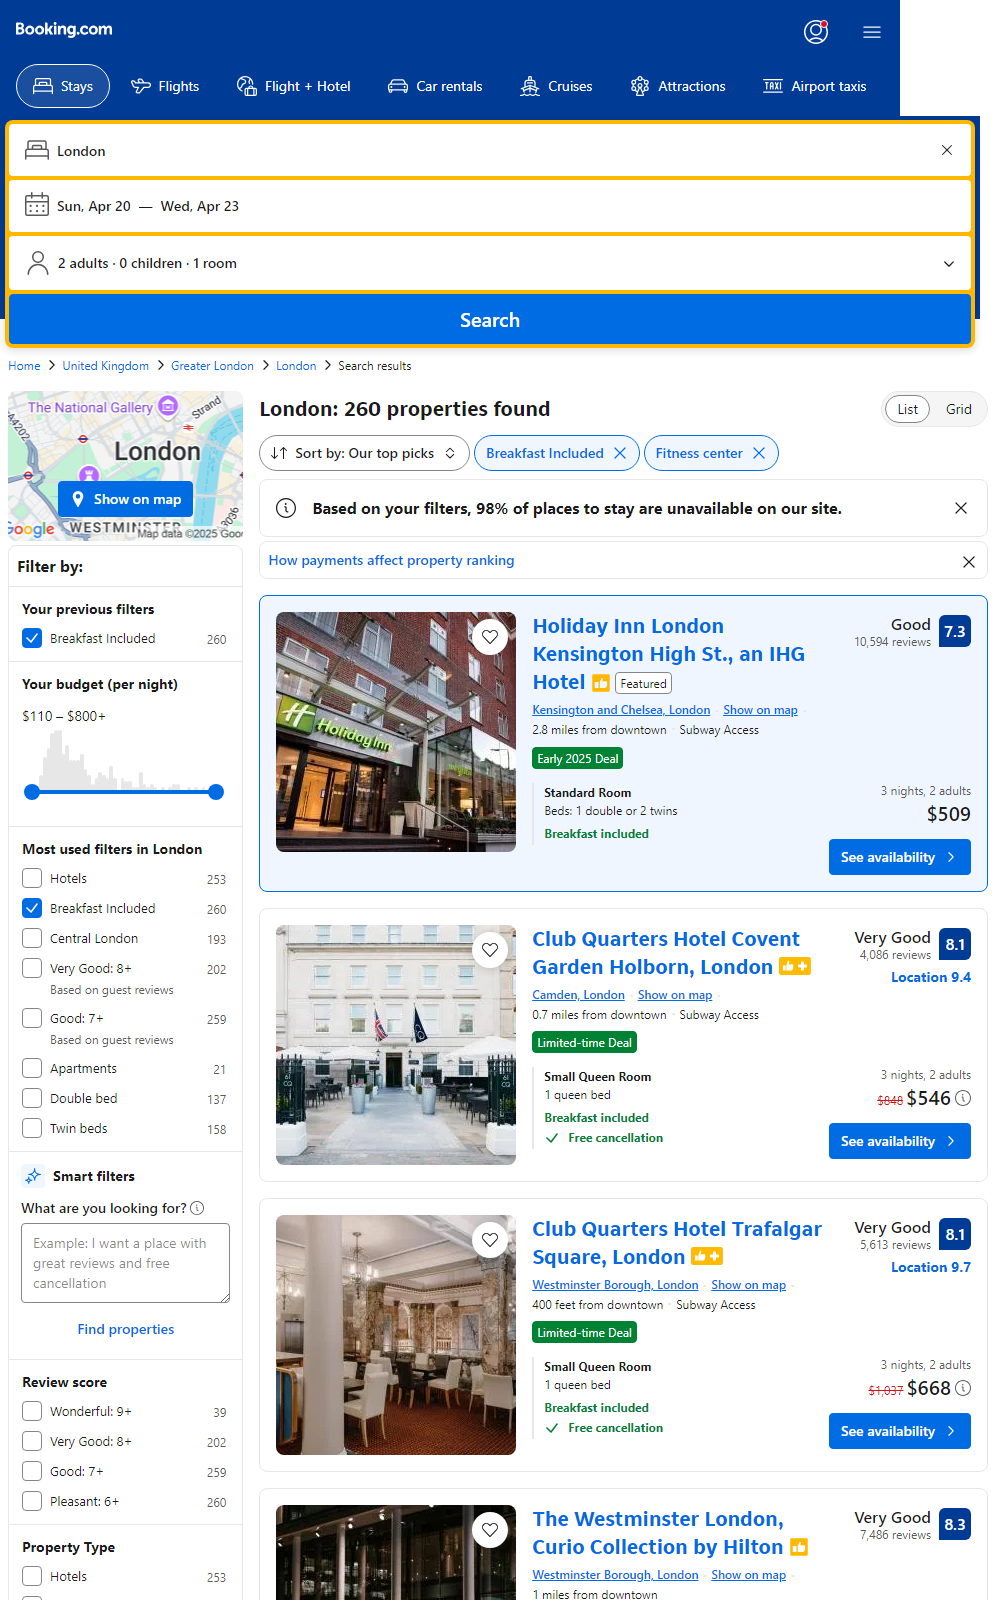 Booking.com
Stays
Flights
Flight + Hotel
Car rentals
Cruises
Attractions
Airport taxis
London
Sun, Apr 20 — Wed, Apr 23
2 adults · 0 children · 1 room
Search
Home > United Kingdom > Greater London > London > Search results
The National Gallery
Strand
A4202
London
Show on map
WESTMINSTER
Map data ©2025
London: 260 properties found
List
Grid
Sort by: Our top picks
Breakfast Included
Fitness center
Based on your filters, 98% of places to stay are unavailable on our site.
How payments affect property ranking
Filter by:
Your previous filters
Breakfast Included 260
Your budget (per night)
$110 – $800+
Most used filters in London
Hotels 253
Breakfast Included 260
Central London 193
Very Good: 8+ 202
Based on guest reviews
Good: 7+ 259
Based on guest reviews
Apartments 21
Double bed 137
Twin beds 158
Smart filters
What are you looking for?
Example: I want a place with
great reviews and free
cancellation
Find properties
Review score
Wonderful: 9+ 39
Very Good: 8+ 202
Good: 7+ 259
Pleasant: 6+ 260
Property Type
Hotels 253
Holiday Inn
Holiday Inn London
Kensington High St., an IHG
Hotel
Featured
Good
10,594 reviews
7.3
Kensington and Chelsea, London · Show on map
2.8 miles from downtown · Subway Access
Early 2025 Deal
Standard Room
Beds: 1 double or 2 twins
Breakfast included
3 nights, 2 adults
$509
See availability
Club Quarters Hotel Covent
Garden Holborn, London
Very Good
4,086 reviews
8.1
Location 9.4
Camden, London · Show on map
0.7 miles from downtown · Subway Access
Limited-time Deal
Small Queen Room
1 queen bed
Breakfast included
Free cancellation
3 nights, 2 adults
$848 $546
See availability
Club Quarters Hotel Trafalgar
Square, London
Very Good
5,613 reviews
8.1
Location 9.7
Westminster Borough, London · Show on map
400 feet from downtown · Subway Access
Limited-time Deal
Small Queen Room
1 queen bed
Breakfast included
Free cancellation
3 nights, 2 adults
$1,037 $668
See availability
The Westminster London,
Curio Collection by Hilton
Very Good
7,486 reviews
8.3
Westminster Borough, London · Show on map
1 miles from downtown